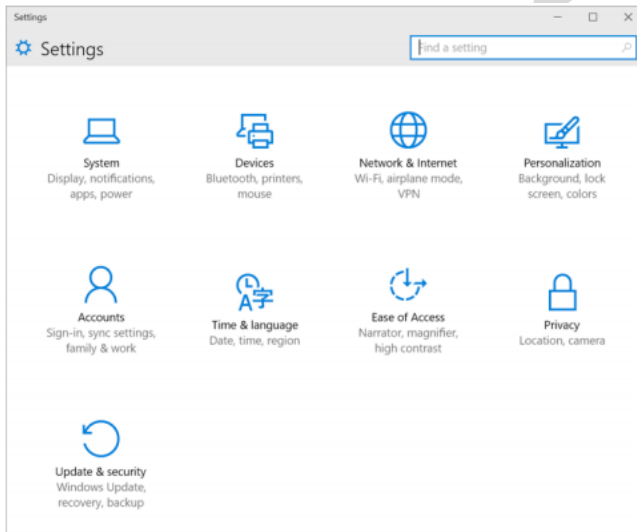 Settings
Settings
Find a setting
System
Display, notifications,
apps, power
Devices
Bluetooth, printers,
mouse
Network & Internet
Wi-Fi, airplane mode,
VPN
Personalization
Background, lock
screen, colors
Accounts
Sign-in, sync settings,
family & work
A字
Time & language
Date, time, region
Ease of Access
Narrator, magnifier,
high contrast
Privacy
Location, camera
Update & security
Windows Update,
recovery, backup